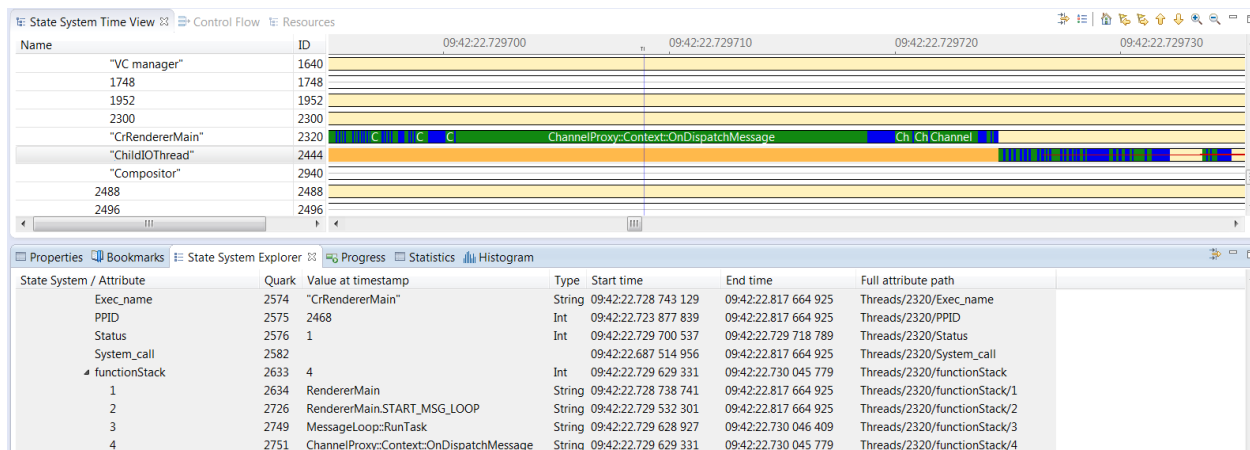 State System Time View Control Flow Resources
Name ID 09:42:22.729700 09:42:22.729710 09:42:22.729720 09:42:22.729730
"VC manager" 1640
1748 1748
1952 1952
2300 2300
"CrRendererMain" 2320 C C C ChannelProxy::Context::OnDispatchMessage Ch Ch Channel
"ChildIOThread" 2444
"Compositor" 2940
2488 2488
2496 2496
Properties Bookmarks State System Explorer Progress Statistics Histogram
State System / Attribute Quark Value at timestamp Type Start time End time Full attribute path
Exec_name 2574 "CrRendererMain" String 09:42:22.728 743 129 09:42:22.817 664 925 Threads/2320/Exec_name
PPID 2575 2468 Int 09:42:22.723 877 839 09:42:22.817 664 925 Threads/2320/PPID
Status 2576 1 Int 09:42:22.729 700 537 09:42:22.729 718 789 Threads/2320/Status
System_call 2582 09:42:22.687 514 956 09:42:22.817 664 925 Threads/2320/System_call
functionStack 2633 4 Int 09:42:22.729 629 331 09:42:22.730 045 779 Threads/2320/functionStack
1 2634 RendererMain String 09:42:22.728 738 741 09:42:22.817 664 925 Threads/2320/functionStack/1
2 2726 RendererMain.START_MSG_LOOP String 09:42:22.729 532 301 09:42:22.817 664 925 Threads/2320/functionStack/2
3 2749 MessageLoop::RunTask String 09:42:22.729 628 927 09:42:22.730 046 409 Threads/2320/functionStack/3
4 2751 ChannelProxy::Context::OnDispatchMessage String 09:42:22.729 629 331 09:42:22.730 045 779 Threads/2320/functionStack/4